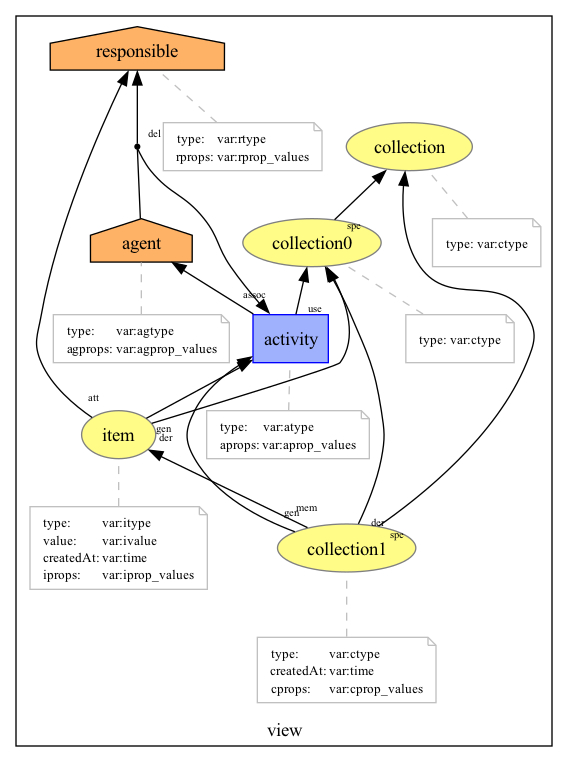 responsible
del
type: var:rtype
rprops: var:rprop_values
collection
agent
collection0
spe
type: var:ctype
assoc
use
type: var:agtype
agprops: var:agprop_values
activity
type: var:ctype
att
item
gen
der
type: var:atype
aprops: var:aprop_values
type: var:itype
value: var:ivalue
createdAt: var:time
iprops: var:iprop_values
gen
mem
der
spe
collection1
type: var:ctype
createdAt: var:time
cprops: var:cprop_values
view